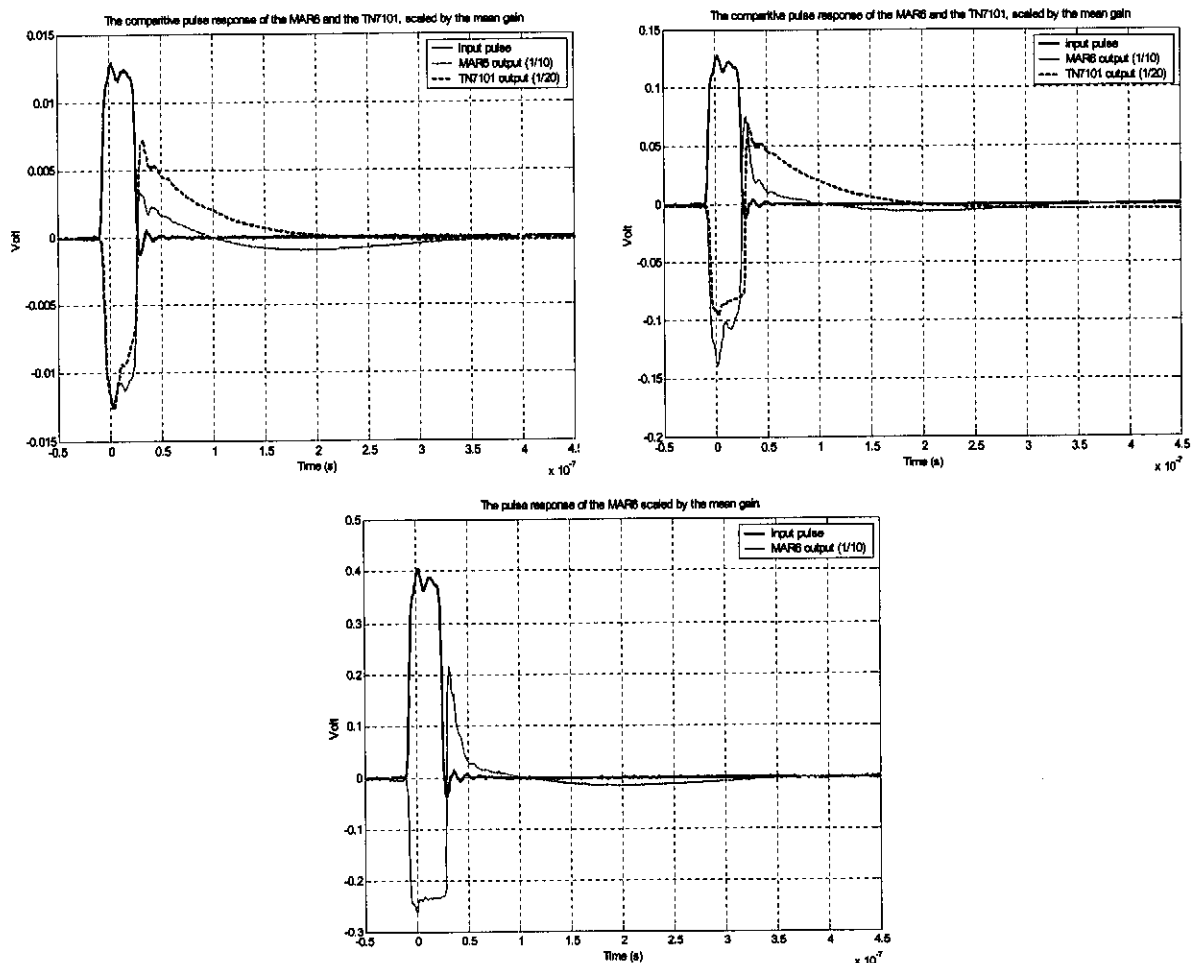 The comparitive pulse response of the MAR6 and the TN7101, scaled by the mean gain
0.015
0.01
0.005
0
-0.005
-0.01
-0.015
Volt
Input pulse
MAR6 output (1/10)
TN7101 output (1/20)
-0.5 0 0.5 1 1.5 2 2.5 3 3.5 4
Time (s)
x 10-7
The comparitive pulse response of the MAR6 and the TN7101, scaled by the mean gain
0.15
0.1
0.05
0
-0.05
-0.1
-0.15
-0.2
Volt
input pulse
MAR6 output (1/10)
TN7101 output (1/20)
-0.5 0 0.5 1 1.5 2 2.5 3 3.5 4 4.5
Time (s)
The pulse response of the MAR6 scaled by the mean gain
0.5
0.4
0.3
0.2
0.1
0
-0.1
-0.2
-0.3
Volt
Input pulse
MAR6 output (1/10)
-0.5 0 0.5 1 1.5 2 2.5 3 3.5 4 4.5
Time (s)
x 10-7